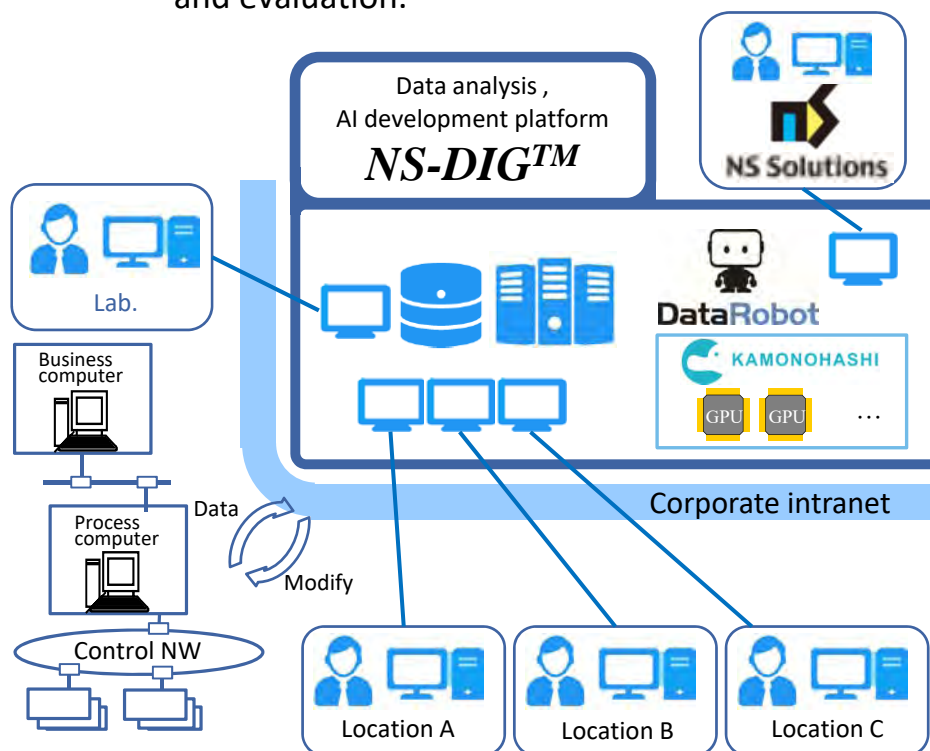 and evaluation.
Data analysis ,
AI development platform
NS-DIG™
NS Solutions
Lab.
DataRobot
KAMONOHASHI
GPU GPU …
Business
computer
Corporate intranet
Data
Process
computer
Modify
Control NW
Location A
Location B
Location C